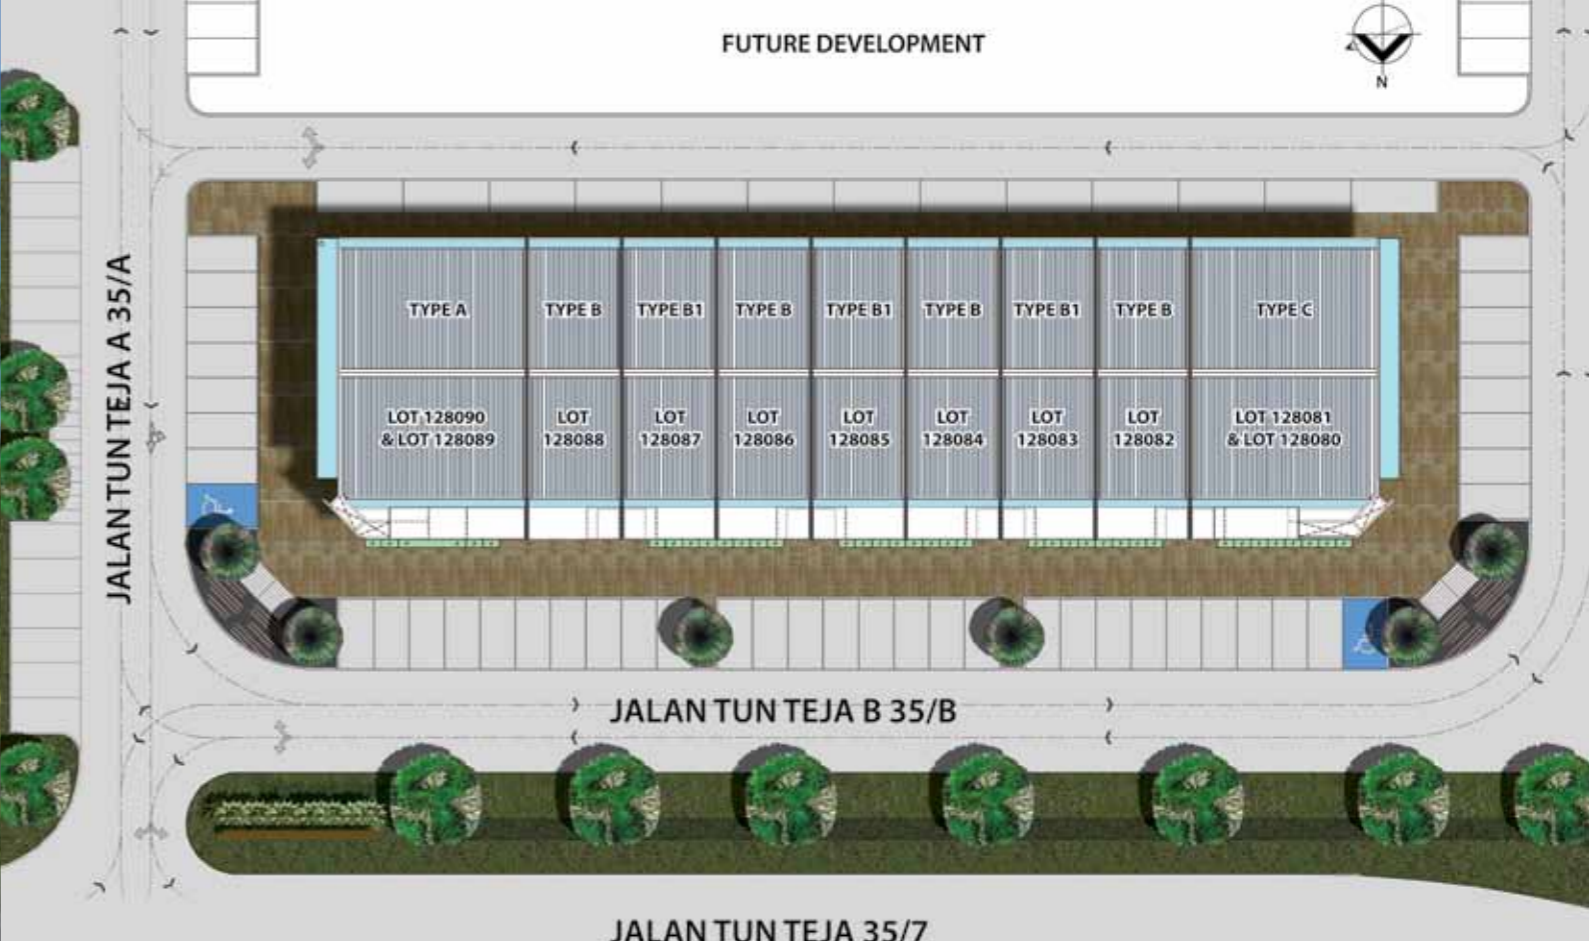 FUTURE DEVELOPMENT
N
JALAN TUN TEJA A 35/A
TYPE A
TYPE B
TYPE B1
TYPE B
TYPE B1
TYPE B
TYPE B1
TYPE B
TYPE C
LOT 128090
& LOT 128089
LOT
128088
LOT
128087
LOT
128086
LOT
128085
LOT
128084
LOT
128083
LOT
128082
LOT 128081
& LOT 128080
JALAN TUN TEJA B 35/B
JALAN TUN TEJA 35/7